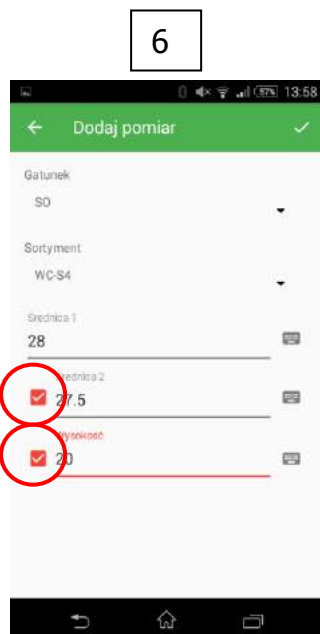 6
57% 13:58
Dodaj pomiar
Gatunek
SO
Sortyment
WC-S4
Średnica 1
28
Średnica 2
27.5
Wysokość
20